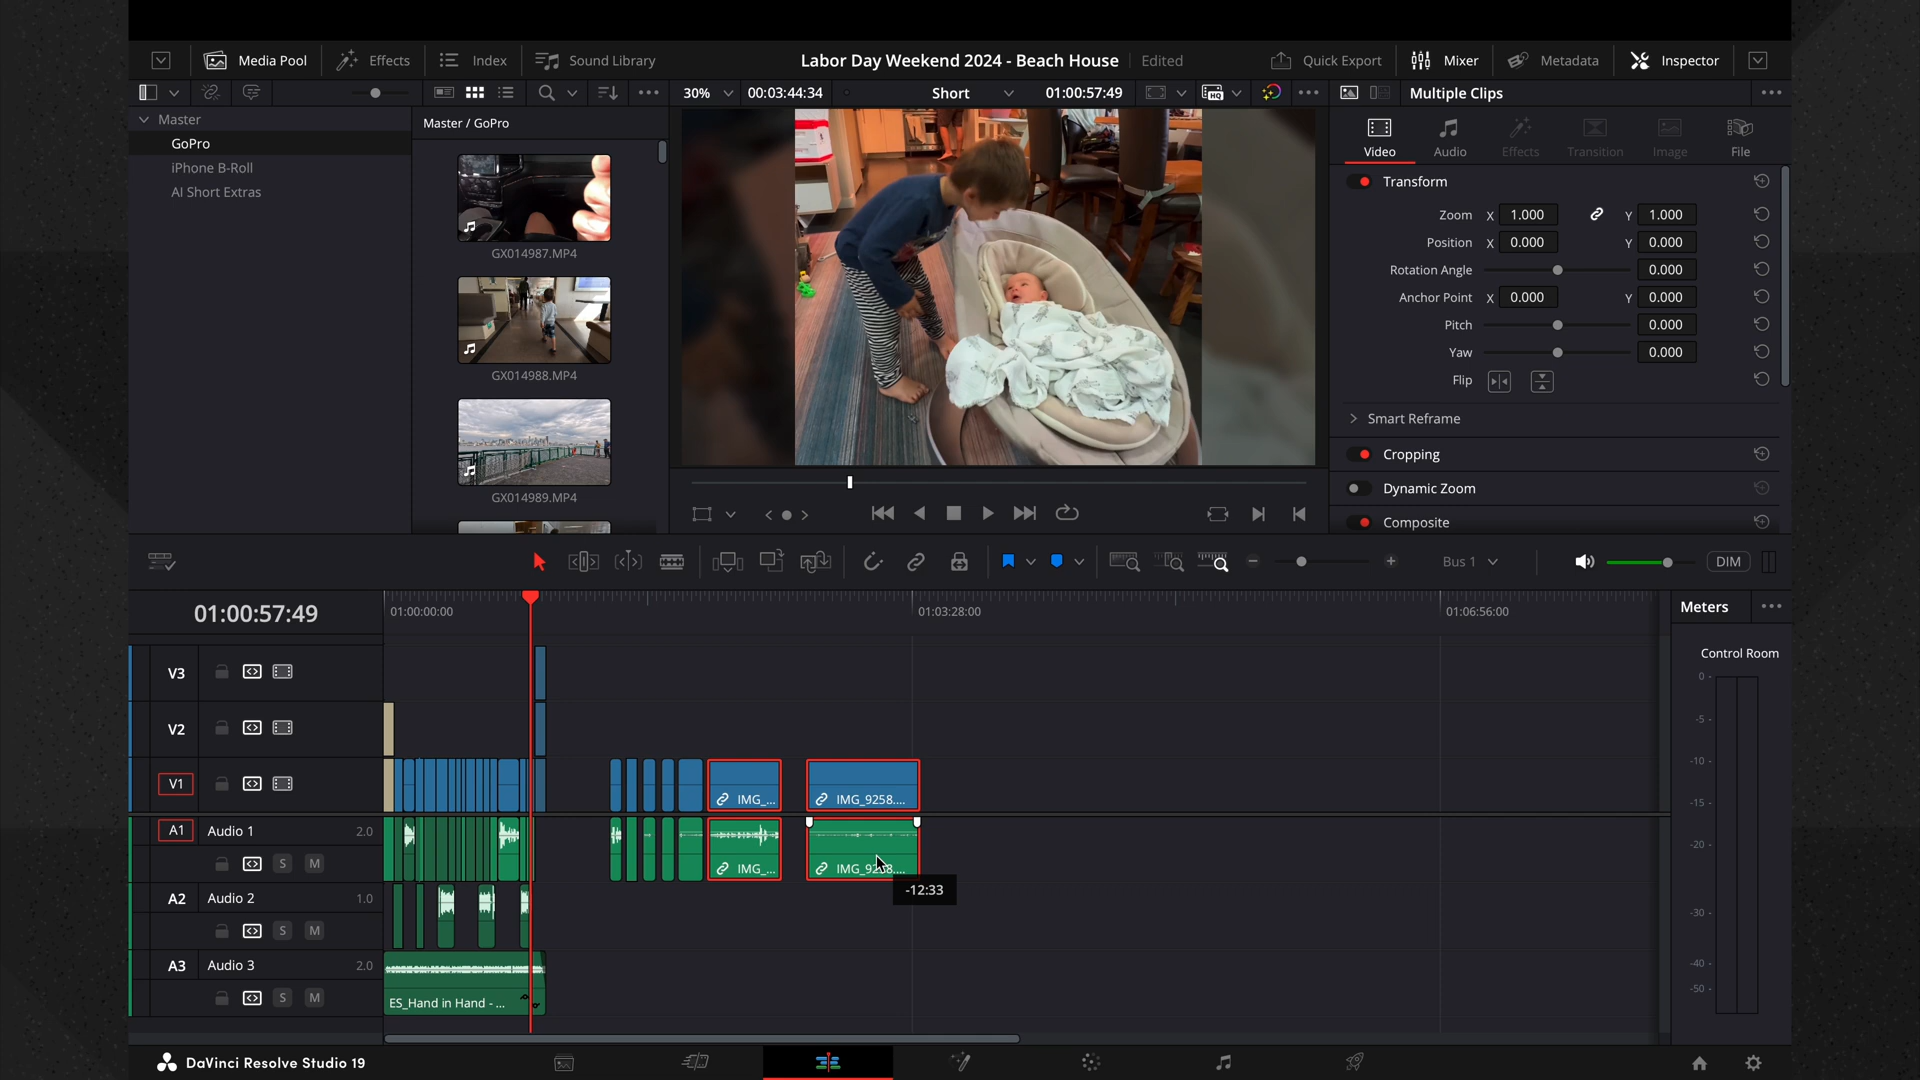 Media Pool
Effects
Index
Sound Library
Labor Day Weekend 2024 - Beach House
Edited
Quick Export
Mixer
Metadata
Inspector
30%
00:03:44:34
Short
01:00:57:49
HQ
Multiple Clips
Master
GoPro
iPhone B-Roll
AI Short Extras
Master / GoPro
GX014987.MP4
GX014988.MP4
GX014989.MP4
Video
Audio
Effects
Transition
Image
File
Transform
Zoom X 1.000 Y 1.000
Position X 0.000 Y 0.000
Rotation Angle 0.000
Anchor Point X 0.000 Y 0.000
Pitch 0.000
Yaw 0.000
Flip
Smart Reframe
Cropping
Dynamic Zoom
Composite
Bus 1
DIM
01:00:57:49
01:00:00:00
01:03:28:00
01:06:56:00
Meters
Control Room
0 -
-5 -
-10 -
-15 -
-20 -
-30 -
-40 -
-50 -
V3
V2
V1
IMG_...
IMG_9258....
A1 Audio 1 2.0
S M
IMG_...
IMG_9258....
-12:33
A2 Audio 2 1.0
S M
A3 Audio 3 2.0
S M
ES_Hand in Hand - ...
DaVinci Resolve Studio 19